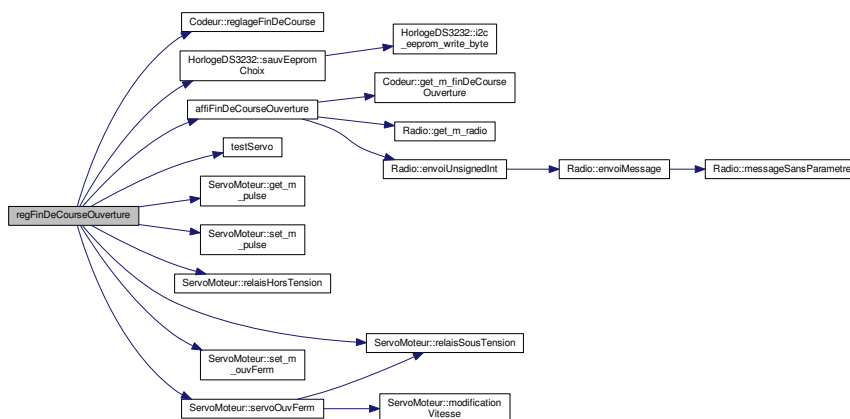 Codeur::reglageFinDeCourse
HorlogeDS3232::i2c
_eeprom_write_byte
HorlogeDS3232::sauvEeprom
Choix
Codeur::get_m_finDeCourse
Ouverture
affiFinDeCourseOuverture
Radio::get_m_radio
testServo
Radio::envoiUnsignedInt
Radio::envoiMessage
Radio::messageSansParametre
ServoMoteur::get_m
_pulse
regFinDeCourseOuverture
ServoMoteur::set_m
_pulse
ServoMoteur::relaisHorsTension
ServoMoteur::relaisSousTension
ServoMoteur::set_m
_ouvFerm
ServoMoteur::servoOuvFerm
ServoMoteur::modification
Vitesse